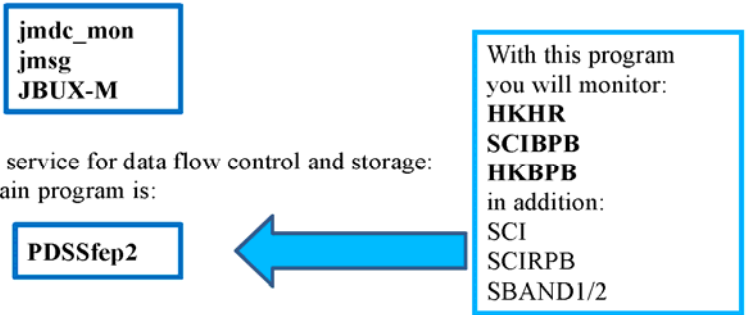 jmdc_mon
jmsg
JBUX-M
With this program
you will monitor:
HKHR
SCIBPB
HKBPB
in addition:
SCI
SCIRPB
SBAND1/2
service for data flow control and storage:
ain program is:
PDSSfep2